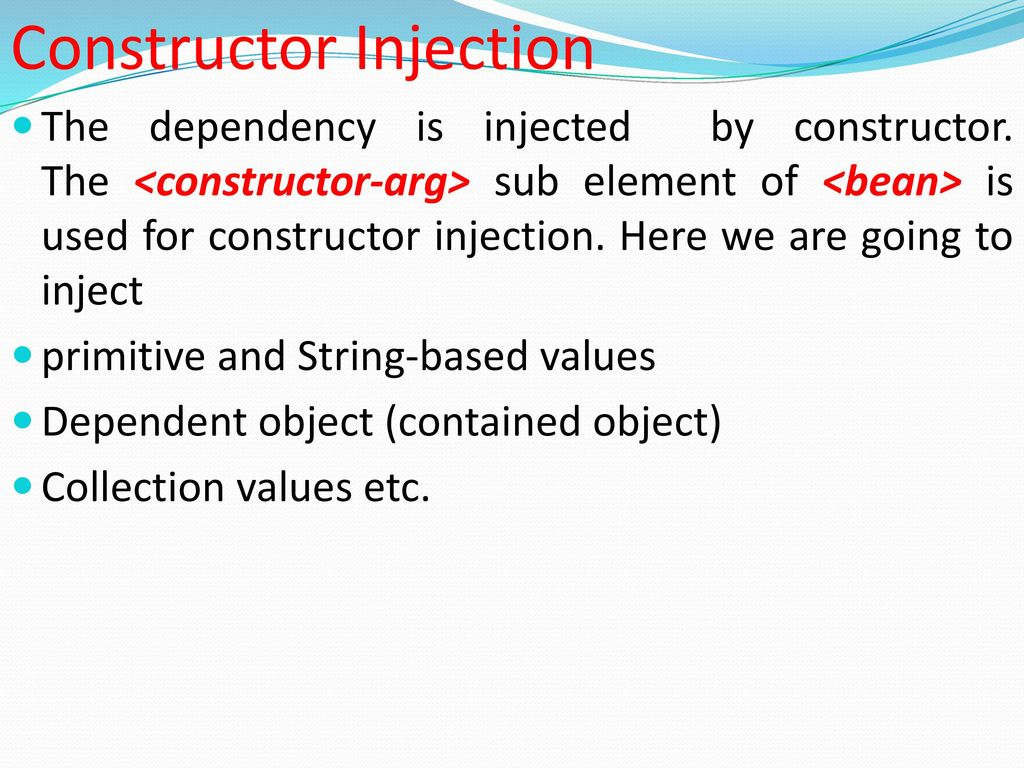 Constructor Injection
The dependency is injected by constructor.
The <constructor-arg> sub element of <bean> is
used for constructor injection. Here we are going to
inject
primitive and String-based values
Dependent object (contained object)
Collection values etc.